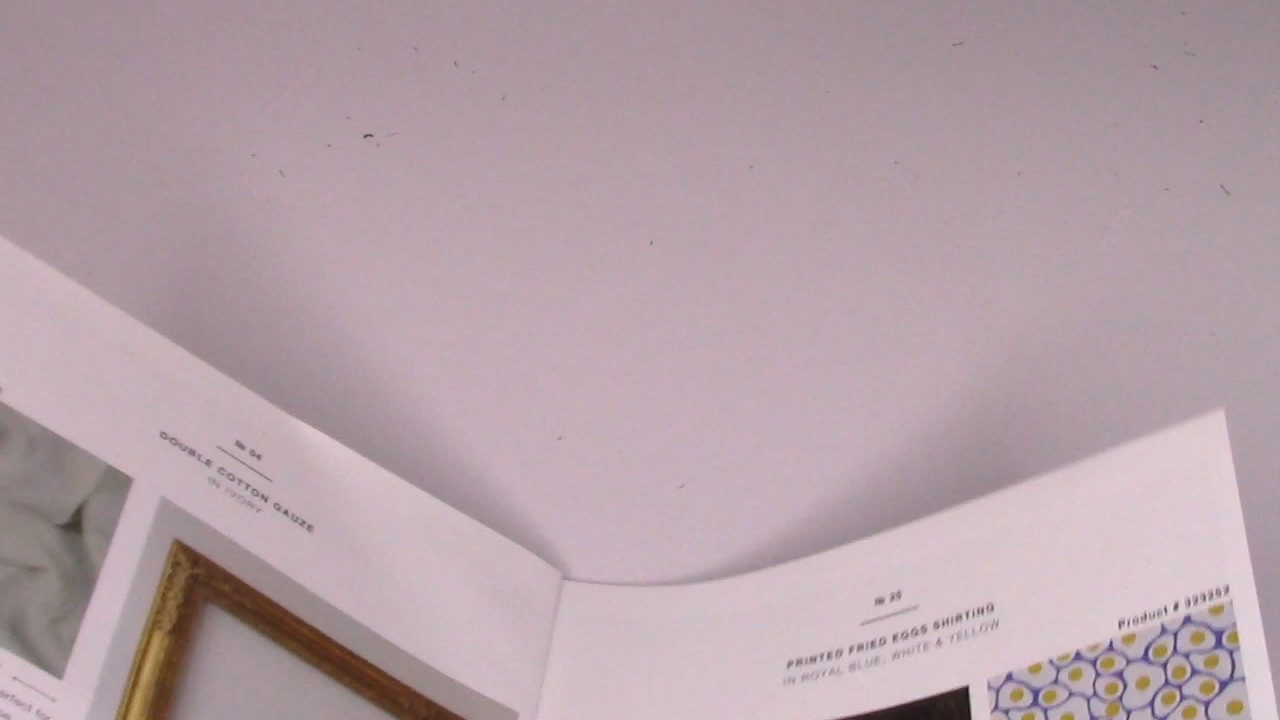 № 04
DOUBLE COTTON GAUZE
IN IVORY
№ 25
PRINTED FRIED EGGS SHIRTING
IN ROYAL BLUE, WHITE & YELLOW
Product # 323252